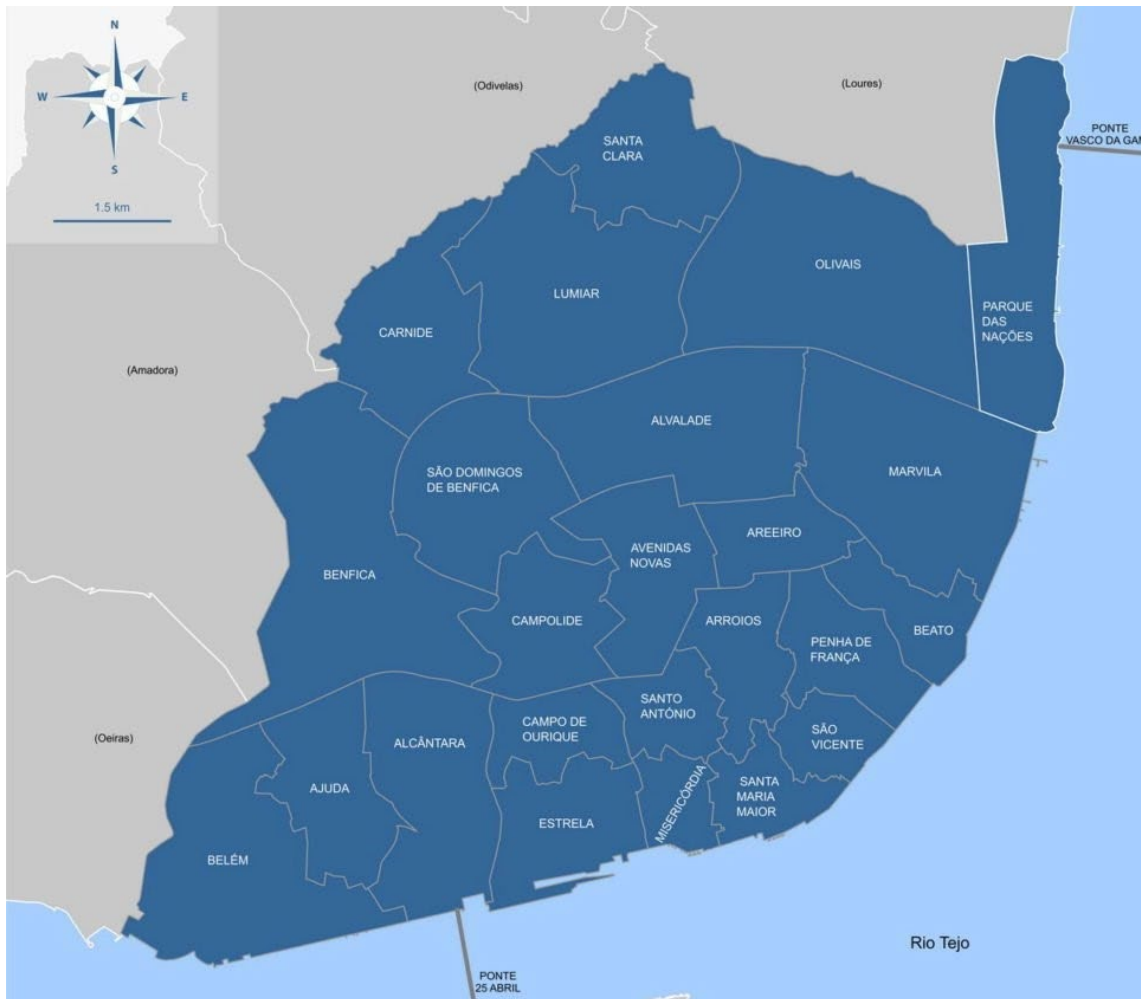 N
W
E
S
1.5 km
(Odivelas)
(Loures)
PONTE
VASCO DA GAM
SANTA
CLARA
OLIVAIS
LUMIAR
PARQUE
DAS
NAÇÕES
CARNIDE
(Amadora)
ALVALADE
SÃO DOMINGOS
DE BENFICA
MARVILA
AREEIRO
AVENIDAS
NOVAS
BENFICA
CAMPOLIDE
ARROIOS
BEATO
PENHA DE
FRANÇA
SANTO
ANTÓNIO
CAMPO DE
OURIQUE
SÃO
VICENTE
(Oeiras)
ALCÂNTARA
AJUDA
MISERICÓRDIA
SANTA
MARIA
MAIOR
ESTRELA
BELÉM
Rio Tejo
PONTE
25 ABRIL